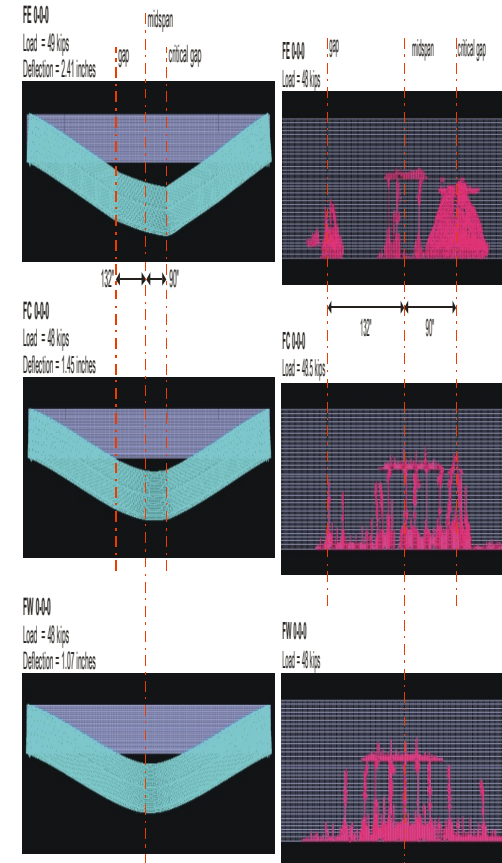 FE 0-0-0
Load = 49 kips
Deflection = 2.41 inches
gap
midspan
critical gap
FE 0-0-0
Load = 48 kips
gap
midspan
critical gap
132"
90"
132"
90"
FC 0-0-0
Load = 48 kips
Deflection = 1.45 inches
FC 0-0-0
Load = 48.5 kips
FW 0-0-0
Load = 48 kips
Deflection = 1.07 inches
FW 0-0-0
Load = 48 kips